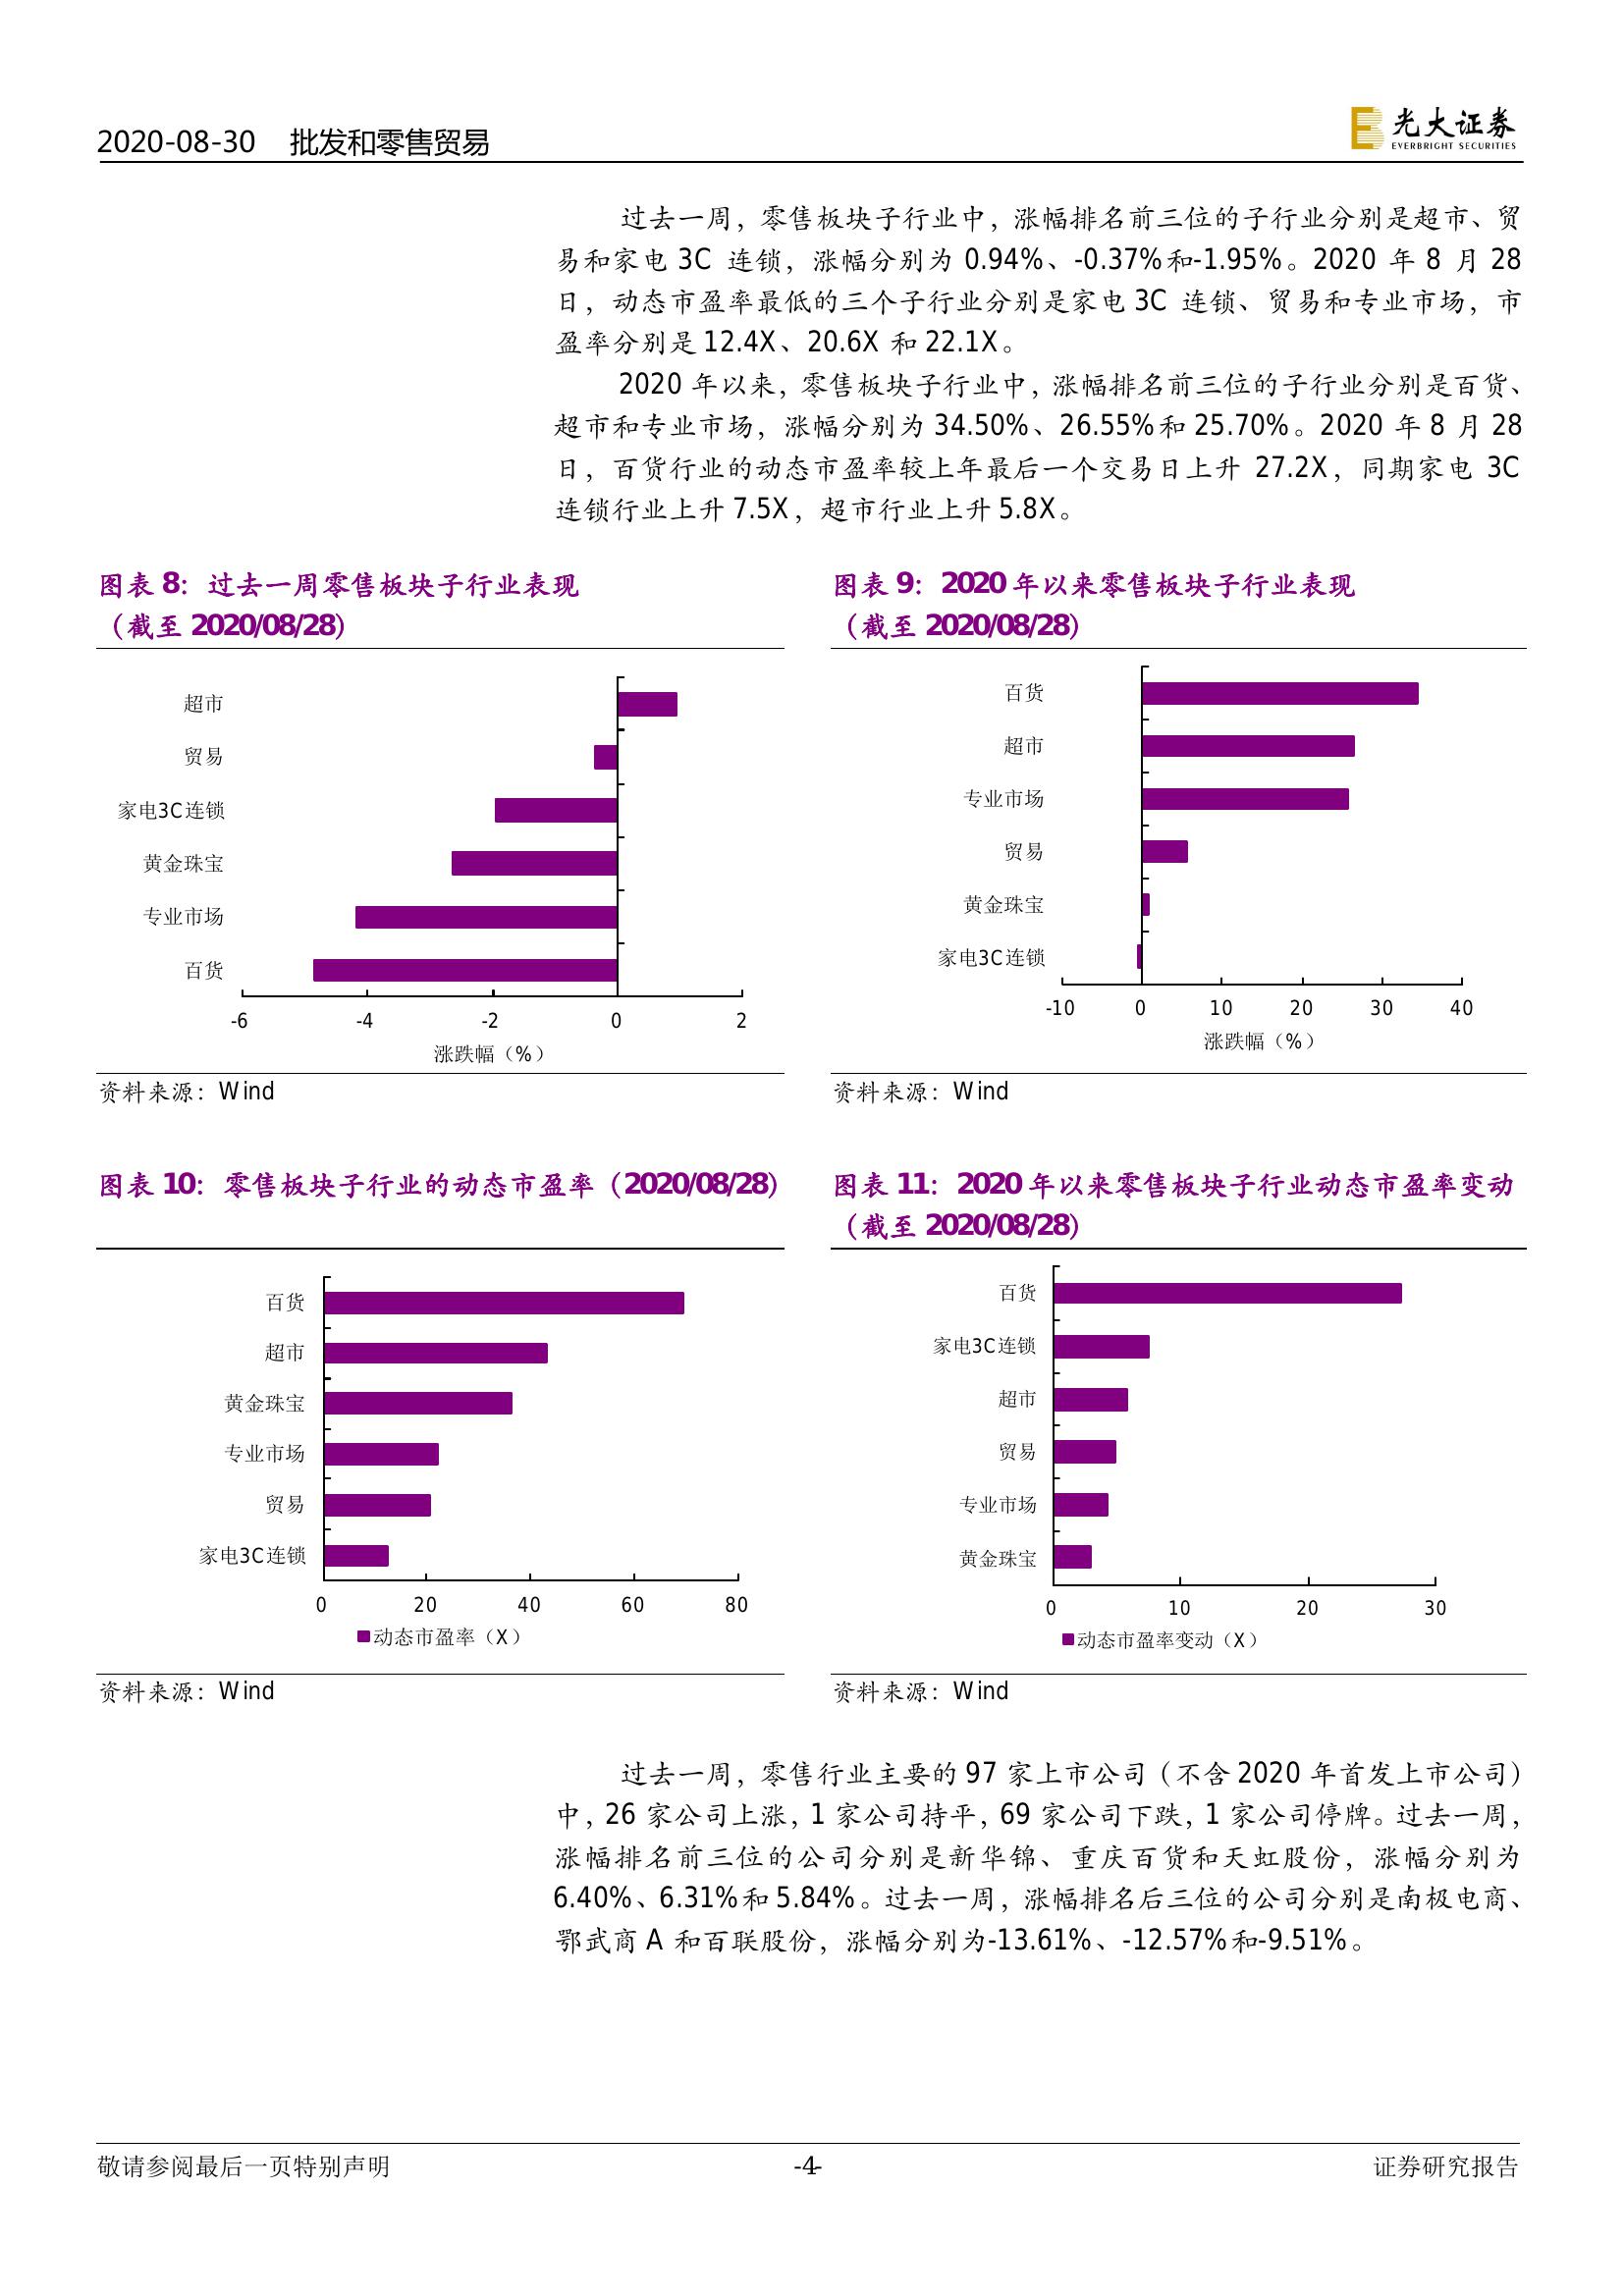 2020-08-30 批发和零售贸易
光大证券
EVERBRIGHT SECURITIES
过去一周，零售板块子行业中，涨幅排名前三位的子行业分别是超市、贸
易和家电 3C 连锁，涨幅分别为 0.94%、-0.37%和-1.95%。2020 年 8 月 28
日，动态市盈率最低的三个子行业分别是家电 3C 连锁、贸易和专业市场，市
盈率分别是 12.4X、20.6X 和 22.1X。
2020 年以来，零售板块子行业中，涨幅排名前三位的子行业分别是百货、
超市和专业市场，涨幅分别为 34.50%、26.55%和 25.70%。2020 年 8 月 28
日，百货行业的动态市盈率较上年最后一个交易日上升 27.2X，同期家电 3C
连锁行业上升 7.5X，超市行业上升 5.8X。
图表 8：过去一周零售板块子行业表现
（截至 2020/08/28）
超市
贸易
家电3C连锁
黄金珠宝
专业市场
百货
-6 -4 -2 0 2
涨跌幅（%）
资料来源：Wind
图表 9：2020 年以来零售板块子行业表现
（截至 2020/08/28）
百货
超市
专业市场
贸易
黄金珠宝
家电3C连锁
-10 0 10 20 30 40
涨跌幅（%）
资料来源：Wind
图表 10：零售板块子行业的动态市盈率（2020/08/28）
百货
超市
黄金珠宝
专业市场
贸易
家电3C连锁
0 20 40 60 80
动态市盈率（X）
资料来源：Wind
图表 11：2020 年以来零售板块子行业动态市盈率变动
（截至 2020/08/28）
百货
家电3C连锁
超市
贸易
专业市场
黄金珠宝
0 10 20 30
动态市盈率变动（X）
资料来源：Wind
过去一周，零售行业主要的 97 家上市公司（不含 2020 年首发上市公司）
中，26 家公司上涨，1 家公司持平，69 家公司下跌，1 家公司停牌。过去一周，
涨幅排名前三位的公司分别是新华锦、重庆百货和天虹股份，涨幅分别为
6.40%、6.31%和 5.84%。过去一周，涨幅排名后三位的公司分别是南极电商、
鄂武商 A 和百联股份，涨幅分别为-13.61%、-12.57%和-9.51%。
敬请参阅最后一页特别声明
-4-
证券研究报告